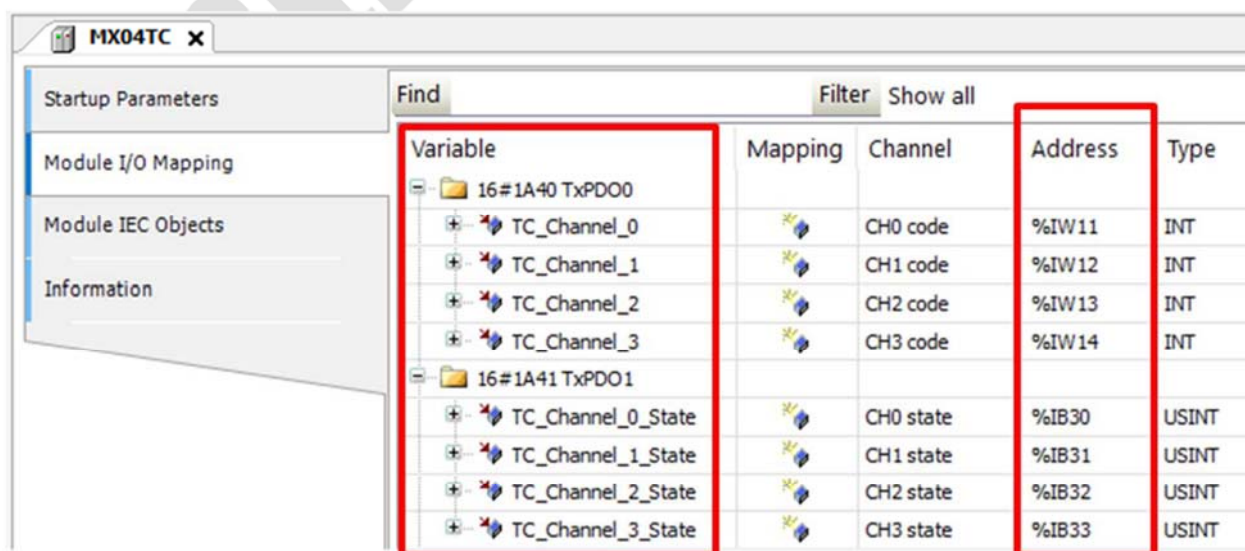 MX04TC
Startup Parameters
Module I/O Mapping
Module IEC Objects
Information
Find Filter Show all
Variable Mapping Channel Address Type
16#1A40 TxPDO0
TC_Channel_0 CH0 code %IW11 INT
TC_Channel_1 CH1 code %IW12 INT
TC_Channel_2 CH2 code %IW13 INT
TC_Channel_3 CH3 code %IW14 INT
16#1A41 TxPDO1
TC_Channel_0_State CH0 state %IB30 USINT
TC_Channel_1_State CH1 state %IB31 USINT
TC_Channel_2_State CH2 state %IB32 USINT
TC_Channel_3_State CH3 state %IB33 USINT